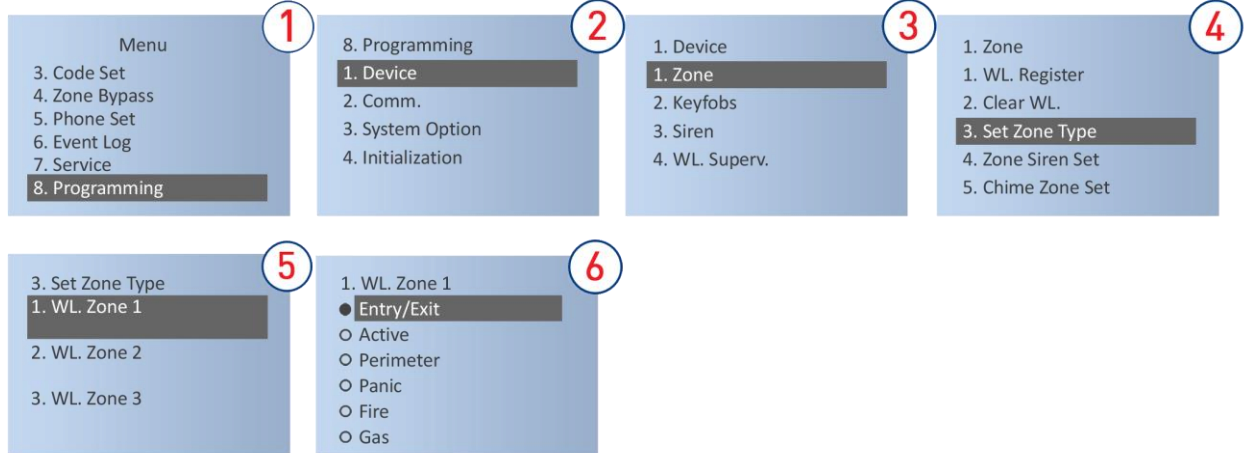 1
Menu
3. Code Set
4. Zone Bypass
5. Phone Set
6. Event Log
7. Service
8. Programming
2
8. Programming
1. Device
2. Comm.
3. System Option
4. Initialization
3
1. Device
1. Zone
2. Keyfobs
3. Siren
4. WL. Superv.
4
1. Zone
1. WL. Register
2. Clear WL.
3. Set Zone Type
4. Zone Siren Set
5. Chime Zone Set
5
3. Set Zone Type
1. WL. Zone 1
2. WL. Zone 2
3. WL. Zone 3
6
1. WL. Zone 1
Entry/Exit
Active
Perimeter
Panic
Fire
Gas